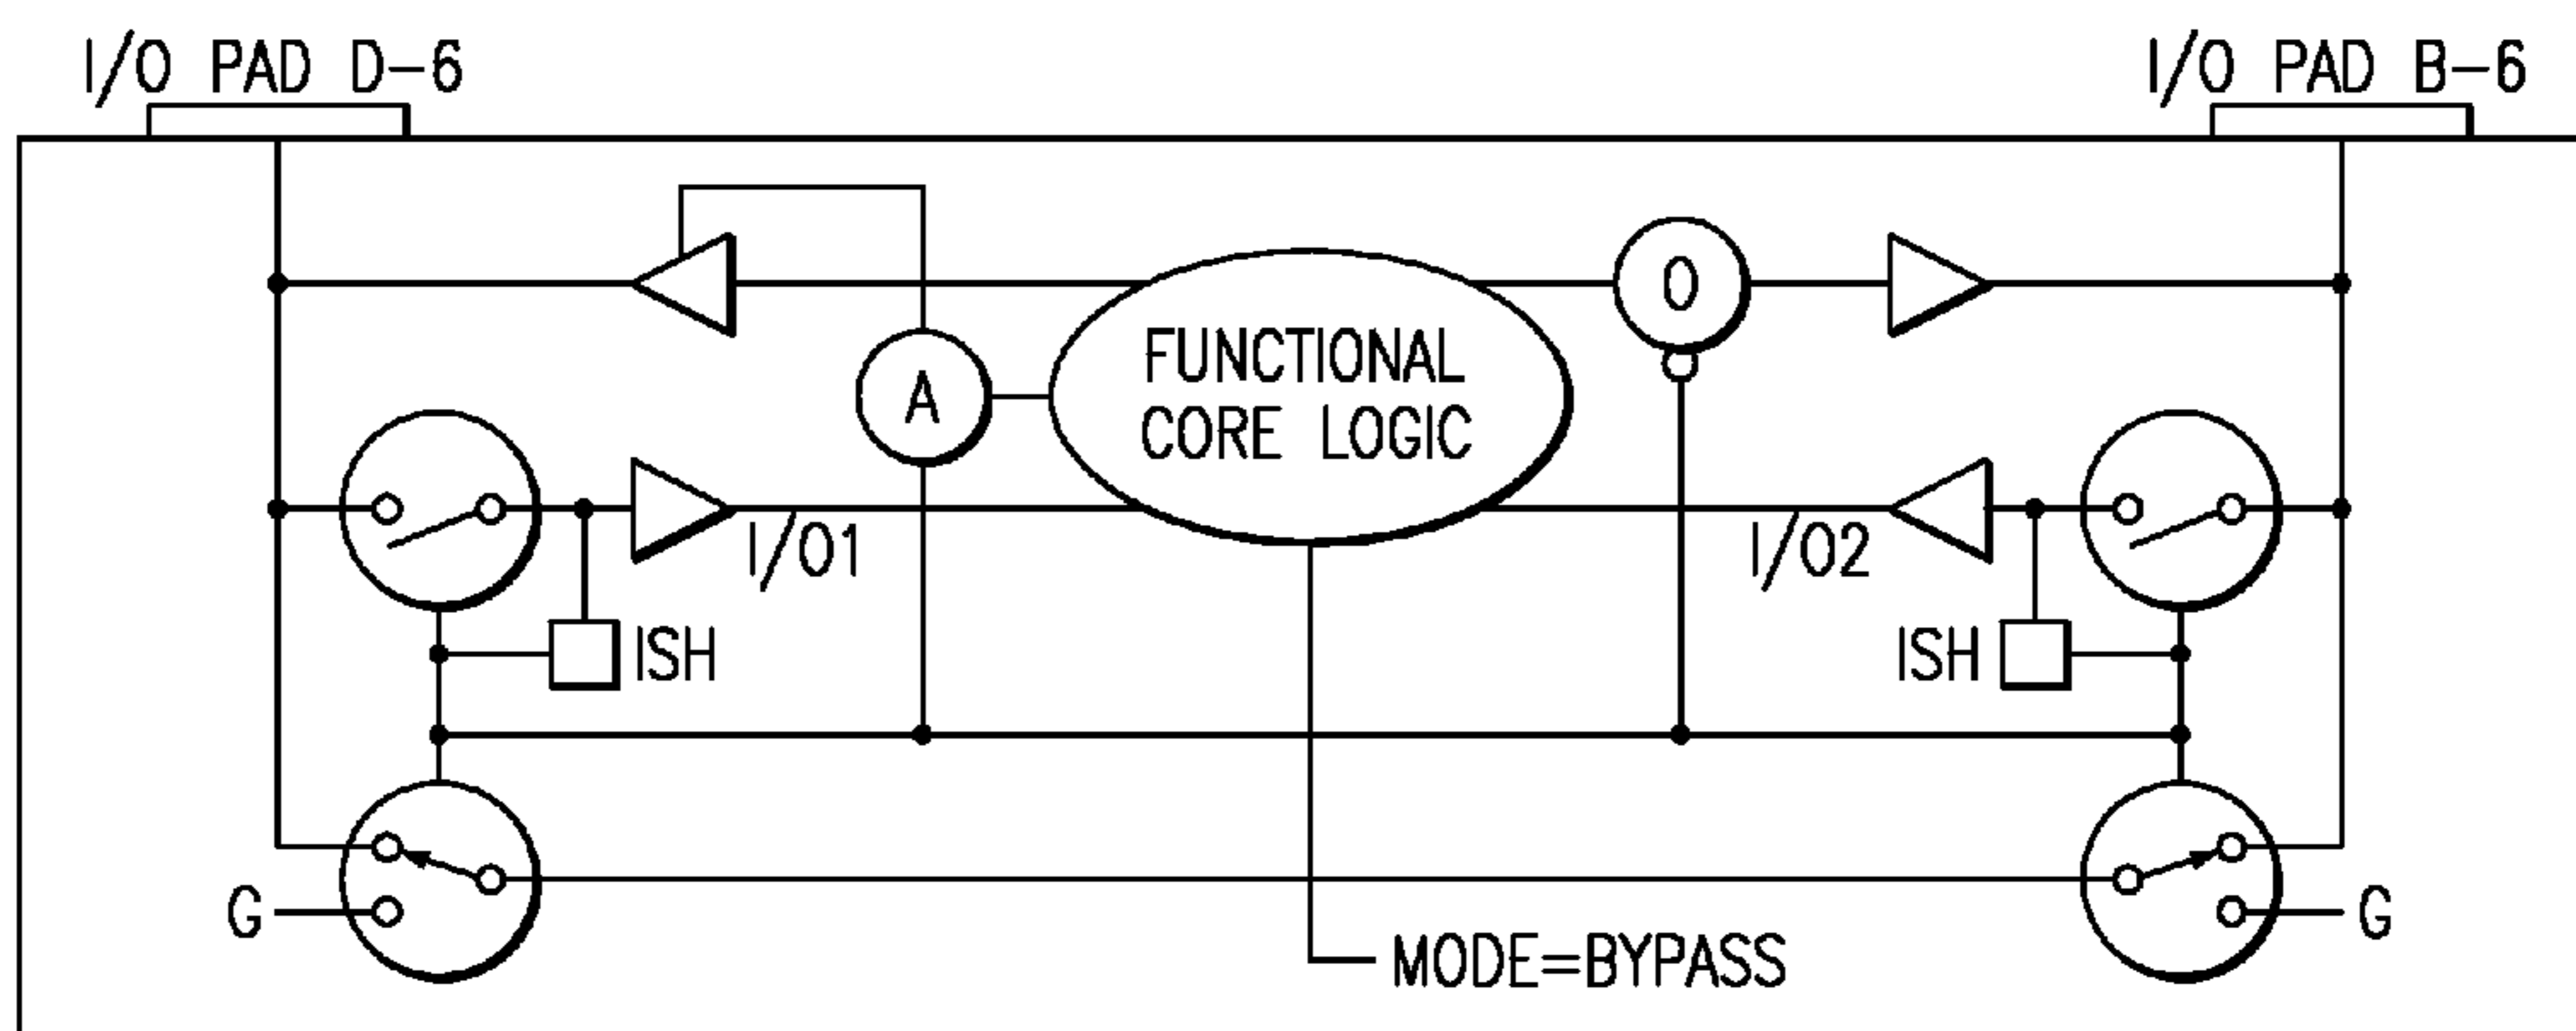 I/O PAD D-6
I/O PAD B-6
O
A
FUNCTIONAL
CORE LOGIC
I/O1
I/O2
ISH
ISH
G
G
MODE=BYPASS